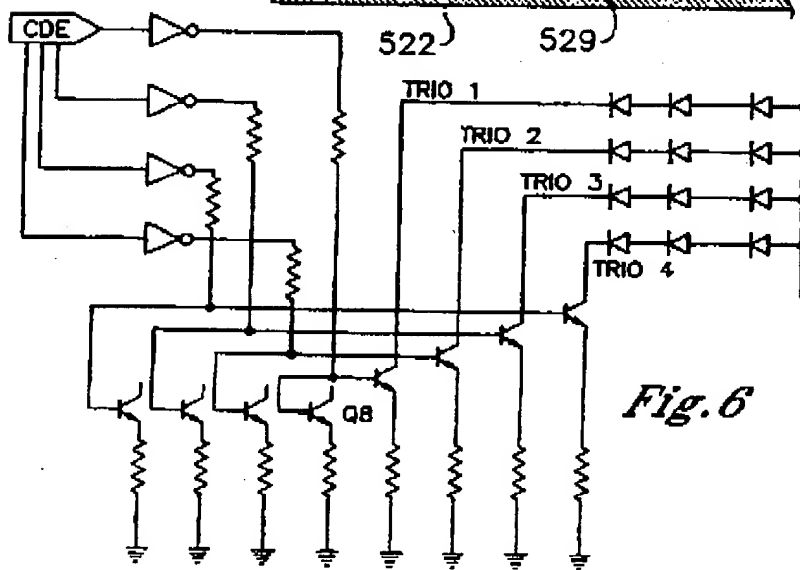 522
529
CDE
TRIO 1
TRIO 2
TRIO 3
TRIO 4
Q8
Fig.6